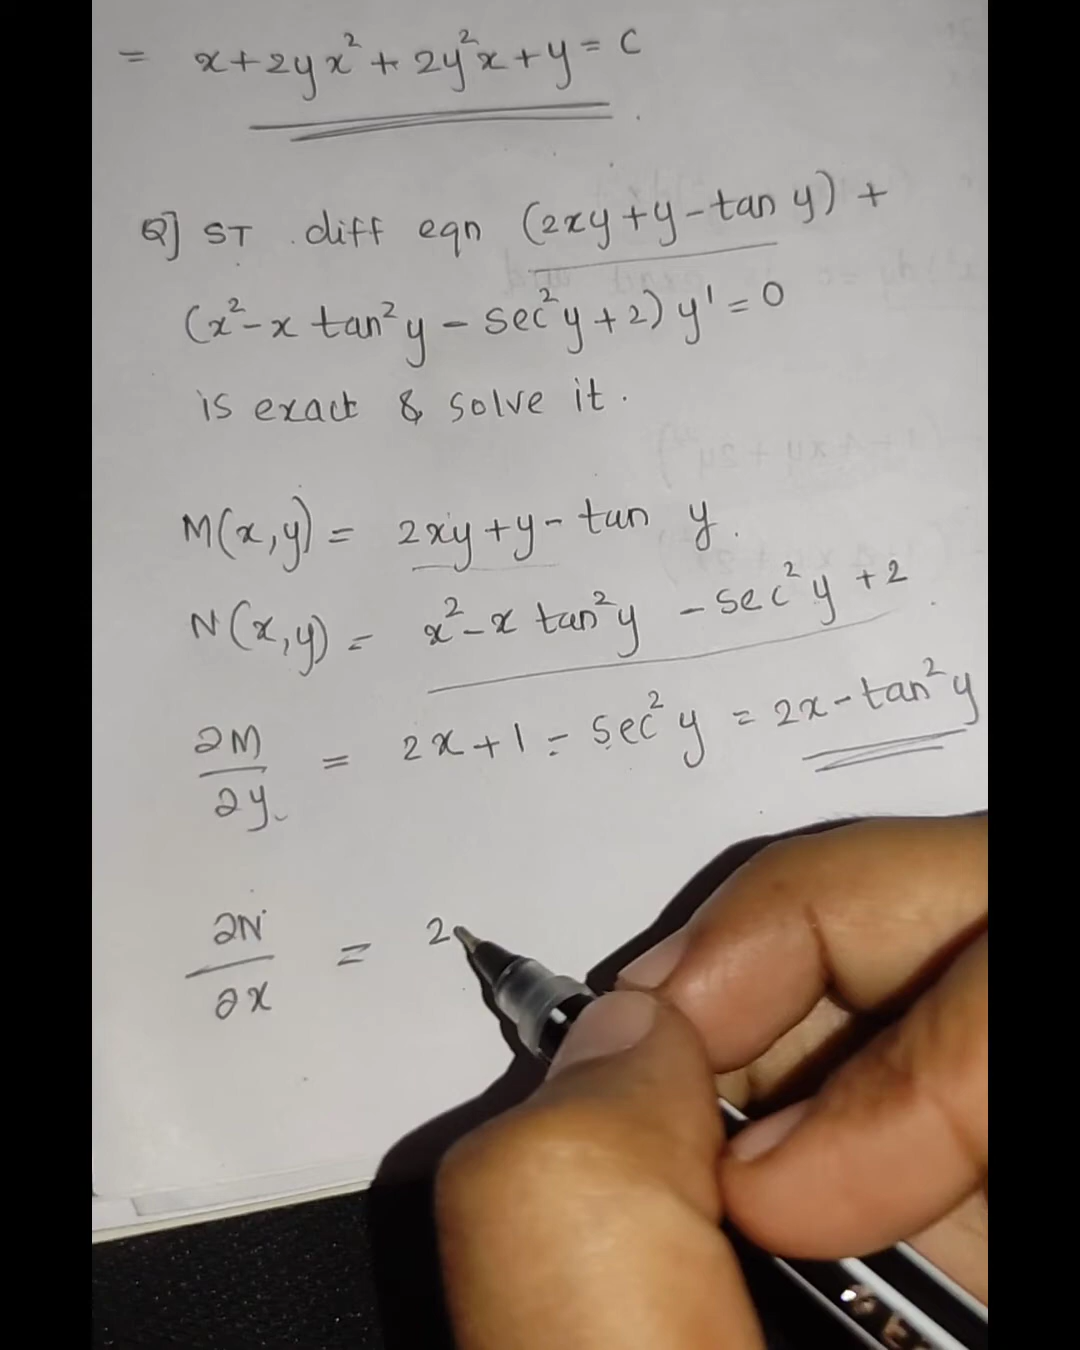 = x+2yx²+2y²x+y=c
Q] ST diff eqn (2xy+y-tan y)+
(x²-x tan²y-sec²y+2)y'=0
is exact & solve it.
M(x,y)= 2xy+y-tan y.
N(x,y)= x²-x tan²y -sec²y+2
∂M/∂y = 2x+1-sec²y = 2x-tan²y
∂N/∂x = 2